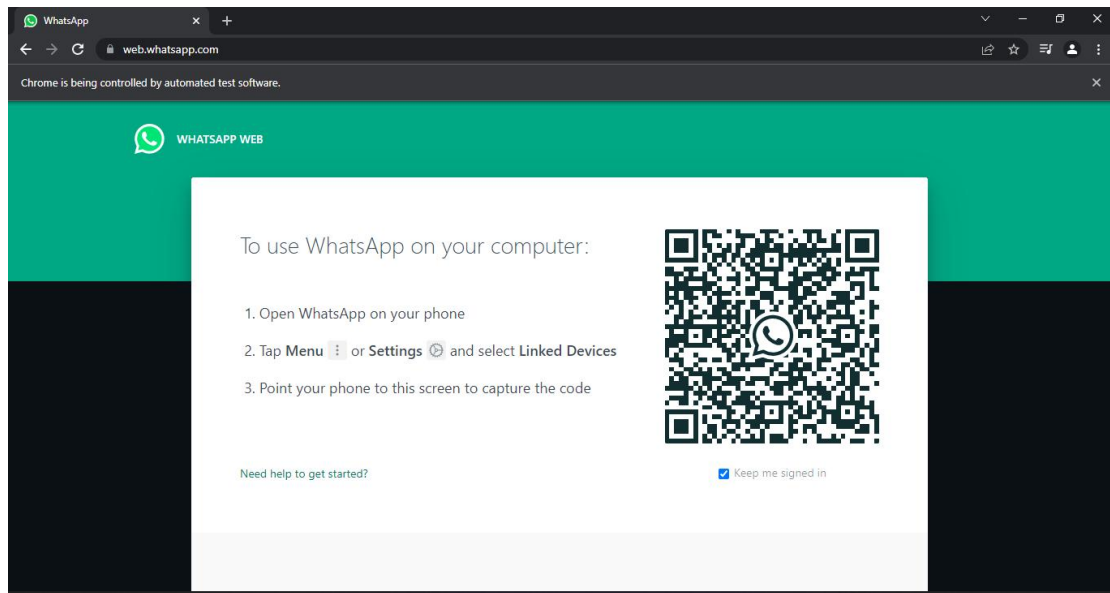 WhatsApp
web.whatsapp.com
Chrome is being controlled by automated test software.
WHATSAPP WEB
To use WhatsApp on your computer:
1. Open WhatsApp on your phone
2. Tap Menu or Settings and select Linked Devices
3. Point your phone to this screen to capture the code
Need help to get started?
Keep me signed in